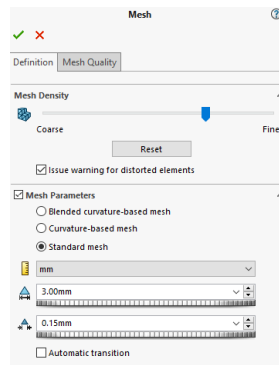 Mesh
Definition Mesh Quality
Mesh Density
Coarse Fine
Reset
Issue warning for distorted elements
Mesh Parameters
Blended curvature-based mesh
Curvature-based mesh
Standard mesh
mm
3.00mm
0.15mm
Automatic transition